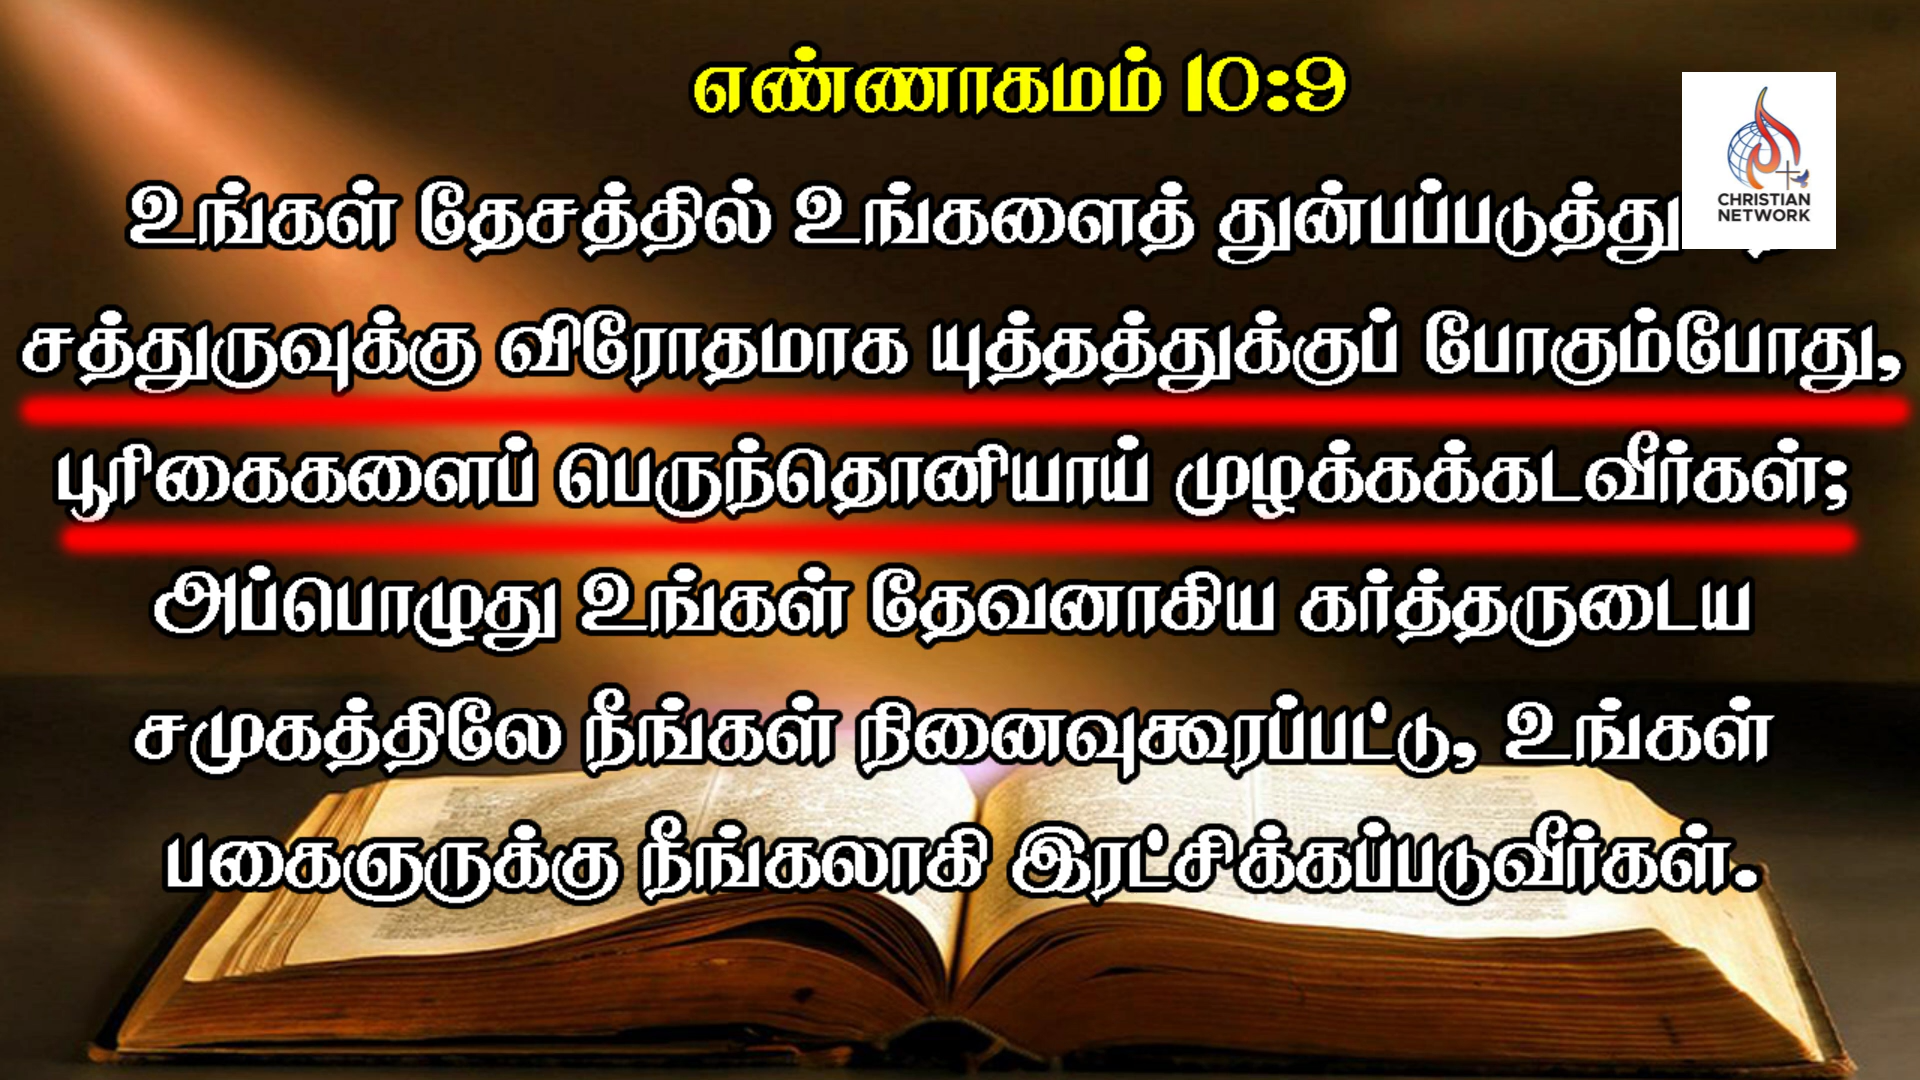 எண்ணாகமம் 10:9
உங்கள் தேசத்தில் உங்களைத்
சத்துருவுக்கு விரோதமாக யுத்தத்துக்குப் போகும்போது,
பூரிகைகளைப் பெருந்தொனியாய் முழக்கக்கடவீர்கள்;
அப்பொழுது உங்கள் தேவனாகிய கர்த்தருடைய
சமுகத்திலே நீங்கள் நினைவுகூரப்பட்டு, உங்கள்
பகைஞருக்கு நீங்கலாகி இரட்சிக்கப்படுவீர்கள்.
CHRISTIAN
NETWORK